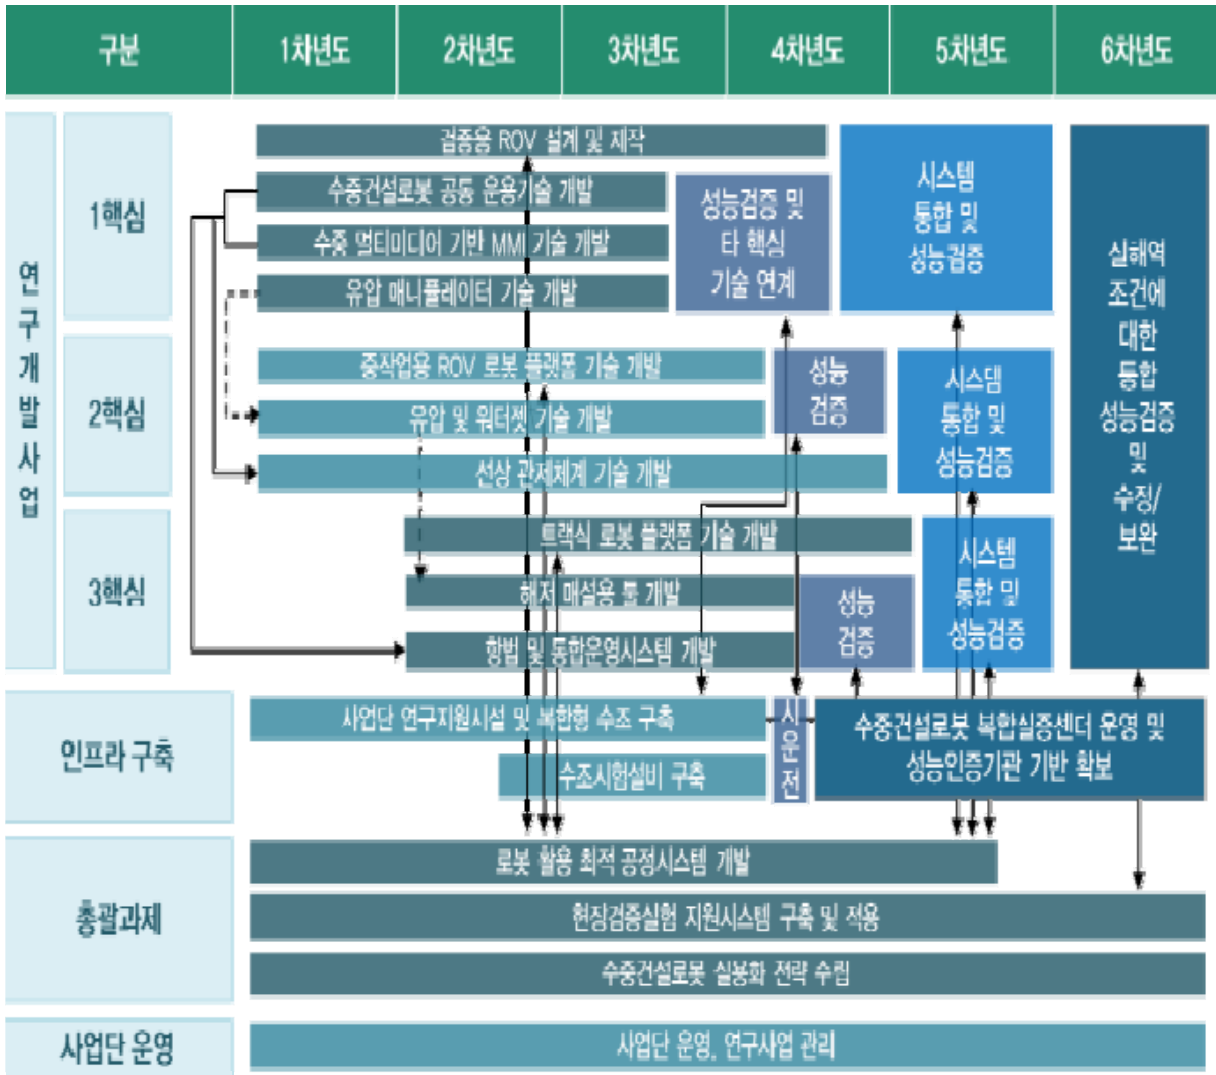 구분
1차년도
2차년도
3차년도
4차년도
5차년도
6차년도
연구개발사업
1핵심
검증용 ROV 설계 및 제작
수중건설로봇 공통 운용기술 개발
수중 멀티미디어 기반 MMI 기술 개발
유압 매니퓰레이터 기술 개발
성능검증 및
타 핵심
기술 연계
시스템
통합 및
성능검증
실해역
조건에
대한
통합
성능검증
및
수정/
보완
2핵심
중작업용 ROV 로봇 플랫폼 기술 개발
유압 및 워터젯 기술 개발
선상 관제체계 기술 개발
성능
검증
시스템
통합 및
성능검증
3핵심
트랙식 로봇 플랫폼 기술 개발
해저 매설용 툴 개발
항법 및 통합운영시스템 개발
성능
검증
시스템
통합 및
성능검증
인프라 구축
사업단 연구지원시설 및 복합형 수조 구축
수조시험설비 구축
시운전
수중건설로봇 복합실증센터 운영 및
성능인증기관 기반 확보
총괄과제
로봇 활용 최적 공정시스템 개발
현장검증실험 지원시스템 구축 및 적용
수중건설로봇 실용화 전략 수립
사업단 운영
사업단 운영, 연구사업 관리